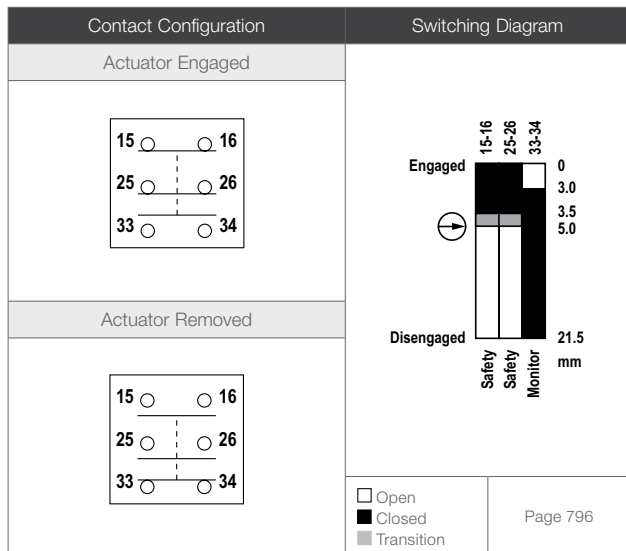 Contact Configuration
Switching Diagram
Actuator Engaged
15 16
25 26
33 34
Actuator Removed
15 16
25 26
33 34
15-16 25-26 33-34
Engaged 0
3.0
3.5
5.0
Disengaged 21.5
mm
Safety Safety Monitor
Open
Closed
Transition
Page 796